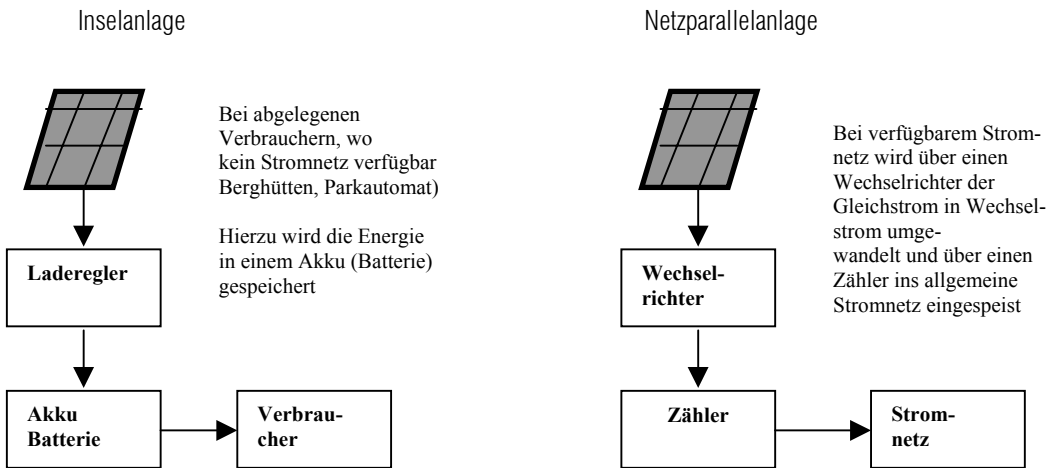 Inselanlage
Bei abgelegenen
Verbrauchern, wo
kein Stromnetz verfügbar
Berghütten, Parkautomat)
Hierzu wird die Energie
in einem Akku (Batterie)
gespeichert
Laderegler
Akku
Batterie
Verbrau-
cher
Netzparallelanlage
Bei verfügbarem Strom-
netz wird über einen
Wechselrichter der
Gleichstrom in Wechsel-
strom umge-
wandelt und über einen
Zähler ins allgemeine
Stromnetz eingespeist
Wechsel-
richter
Zähler
Strom-
netz